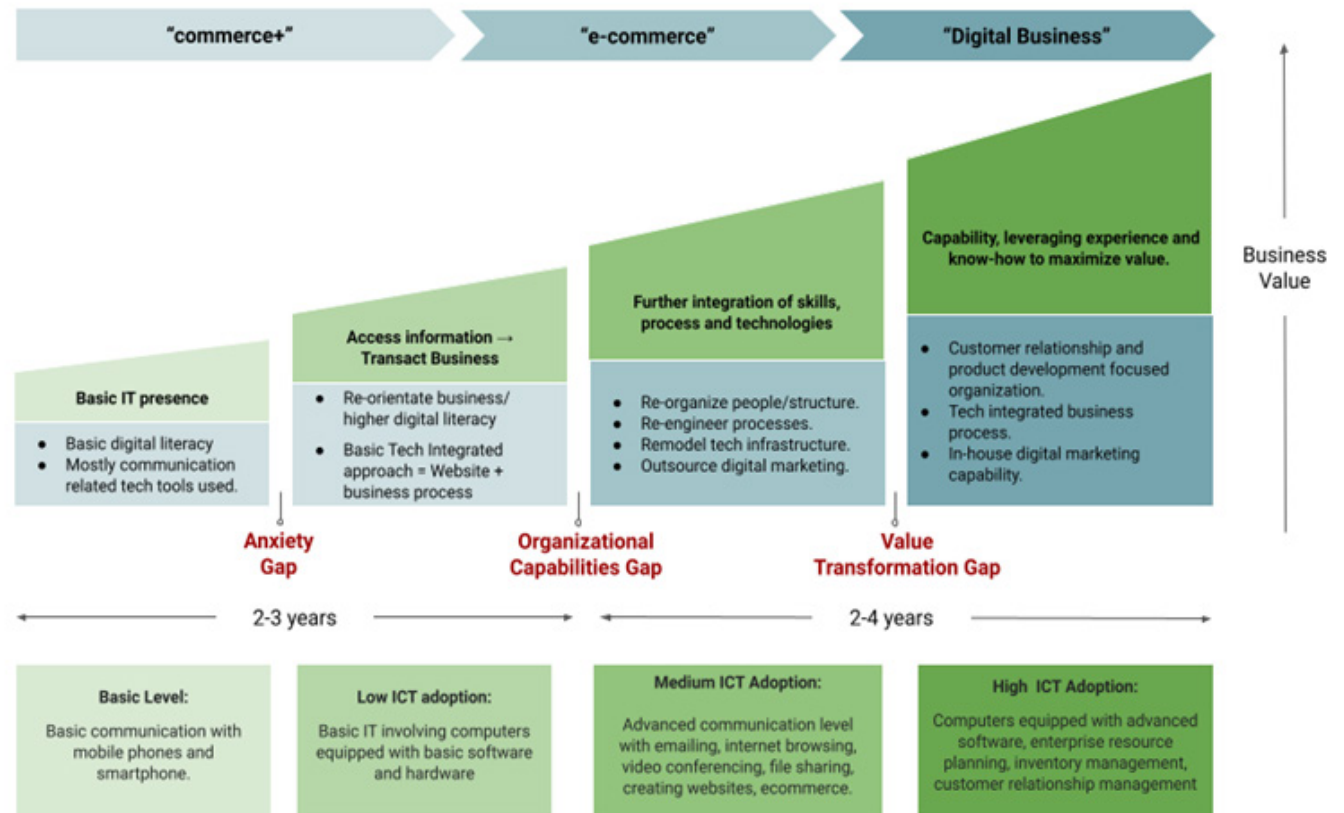 “commerce+”
“e-commerce”
“Digital Business”
Basic IT presence
● Basic digital literacy
● Mostly communication
related tech tools used.
Access information →
Transact Business
● Re-orientate business/
higher digital literacy
● Basic Tech Integrated
approach = Website +
business process
Further integration of skills,
process and technologies
● Re-organize people/structure.
● Re-engineer processes.
● Remodel tech infrastructure.
● Outsource digital marketing.
Capability, leveraging experience and
know-how to maximize value.
● Customer relationship and
product development focused
organization.
● Tech integrated business
process.
● In-house digital marketing
capability.
Business
Value
Anxiety
Gap
Organizational
Capabilities Gap
Value
Transformation Gap
2-3 years
2-4 years
Basic Level:
Basic communication with
mobile phones and
smartphone.
Low ICT adoption:
Basic IT involving computers
equipped with basic software
and hardware
Medium ICT Adoption:
Advanced communication level
with emailing, internet browsing,
video conferencing, file sharing,
creating websites, ecommerce.
High ICT Adoption:
Computers equipped with advanced
software, enterprise resource
planning, inventory management,
customer relationship management